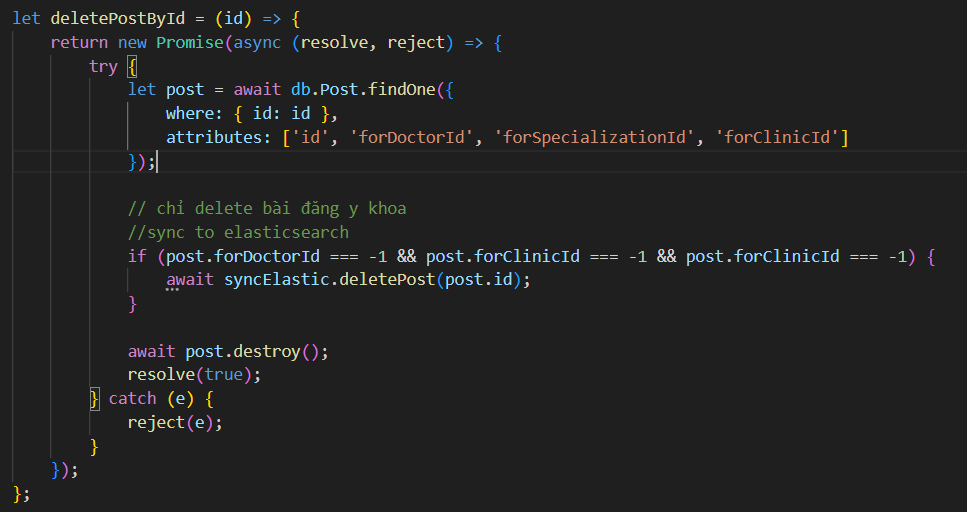 let deletePostById = (id) => {
return new Promise(async (resolve, reject) => {
try {
let post = await db.Post.findOne({
where: { id: id },
attributes: ['id', 'forDoctorId', 'forSpecializationId', 'forClinicId']
});
// chỉ delete bài đăng y khoa
//sync to elasticsearch
if (post.forDoctorId === -1 && post.forClinicId === -1 && post.forClinicId === -1) {
await syncElastic.deletePost(post.id);
}
await post.destroy();
resolve(true);
} catch (e) {
reject(e);
}
});
};